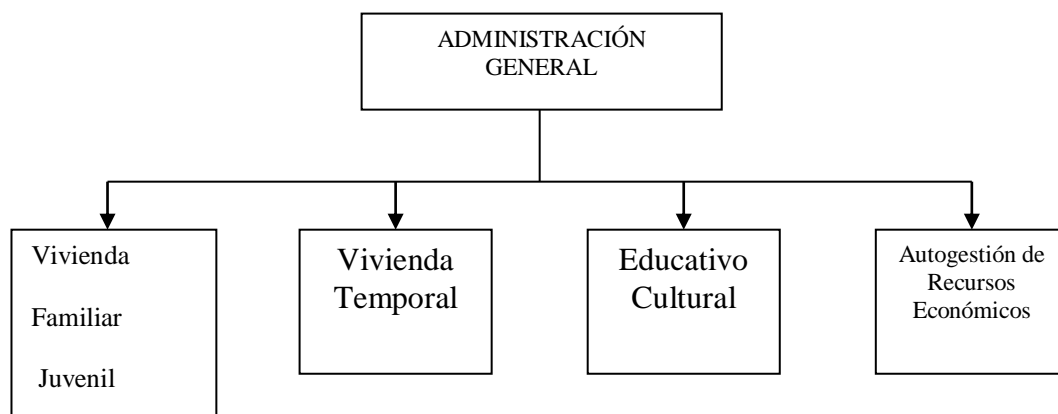 ADMINISTRACIÓN
GENERAL
Vivienda
Familiar
Juvenil
Vivienda
Temporal
Educativo
Cultural
Autogestión de
Recursos
Económicos